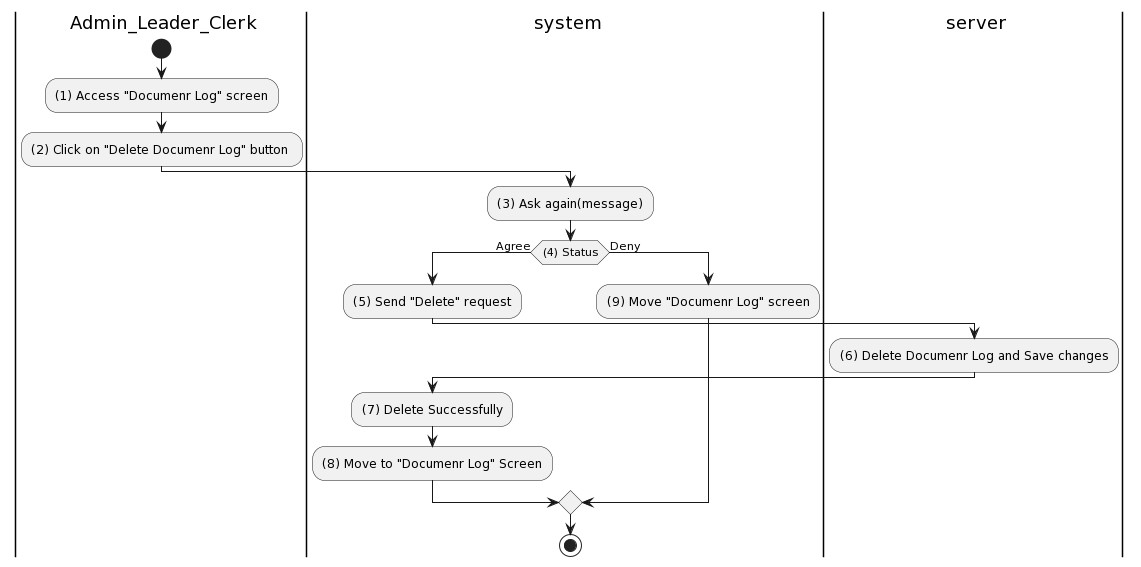 Admin_Leader_Clerk
system
server
(1) Access "Documenr Log" screen
(2) Click on "Delete Documenr Log" button
(3) Ask again(message)
Agree
(4) Status
Deny
(5) Send "Delete" request
(9) Move "Documenr Log" screen
(6) Delete Documenr Log and Save changes
(7) Delete Successfully
(8) Move to "Documenr Log" Screen